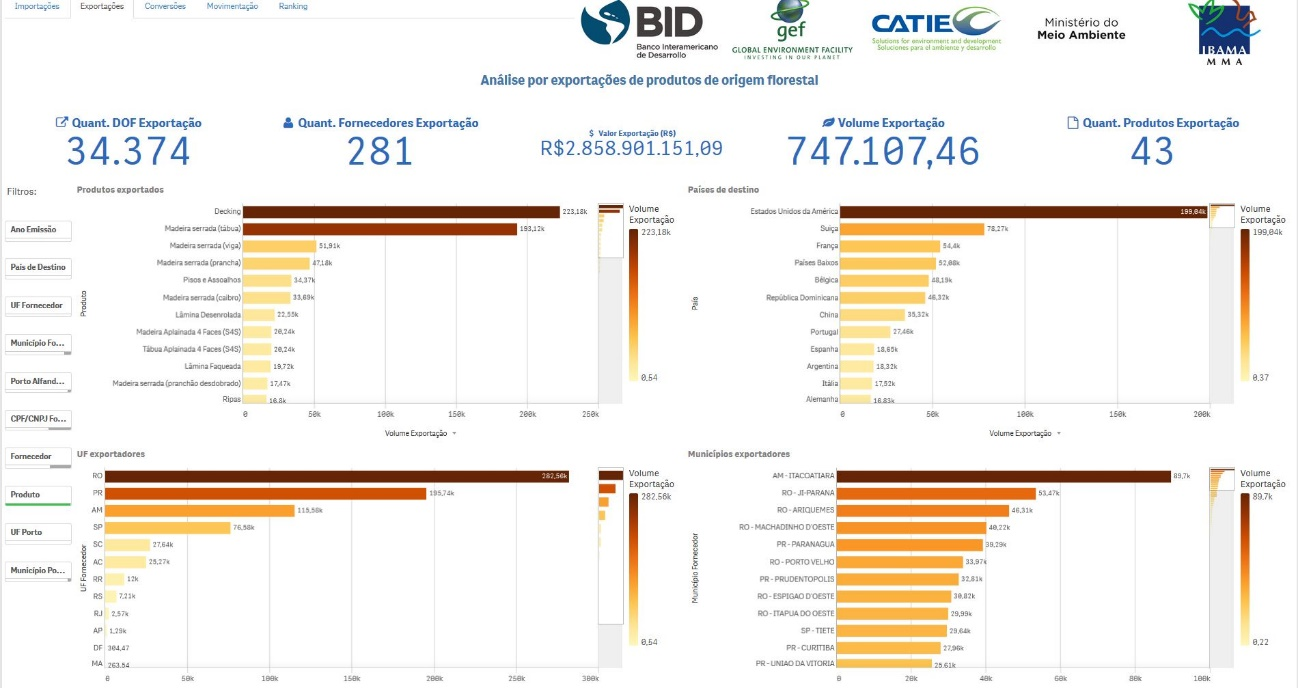 Importações
Exportações
Conversões
Movimentação
Ranking
BID
Banco Interamericano
de Desarrollo
gef
GLOBAL ENVIRONMENT FACILITY
INVESTING IN OUR PLANET
CATIE
Solutions for environment and development
Soluciones para el ambiente y desarrollo
Ministério do
Meio Ambiente
IBAMA
MMA
Análise por exportações de produtos de origem florestal
Quant. DOF Exportação
34.374
Quant. Fornecedores Exportação
281
$ Valor Exportação (R$)
R$2.858.901.151,09
Volume Exportação
747.107,46
Quant. Produtos Exportação
43
Filtros:
Ano Emissão
País de Destino
UF Fornecedor
Município Fo...
Porto Alfand...
CPF/CNPJ Fo...
Fornecedor
Produto
UF Porto
Município Po...
Produtos exportados
Produto
Decking 223,18k
Madeira serrada (tábua) 193,12k
Madeira serrada (viga) 51,91k
Madeira serrada (prancha) 47,18k
Pisos e Assoalhos 34,37k
Madeira serrada (caibro) 33,69k
Lâmina Desenrolada 22,55k
Madeira Aplainada 4 Faces (S4S) 20,24k
Tábua Aplainada 4 Faces (S4S) 20,24k
Lâmina Faqueada 19,72k
Madeira serrada (pranchão desdobrado) 17,47k
Ripas 16,8k
0 50k 100k 150k 200k 250k
Volume Exportação
Volume
Exportação
223,18k
0,54
Países de destino
País
Estados Unidos da América 199,04k
Suiça 78,27k
França 54,4k
Países Baixos 52,08k
Bélgica 48,19k
República Dominicana 46,32k
China 35,32k
Portugal 27,46k
Espanha 18,65k
Argentina 18,32k
Itália 17,52k
Alemanha 16,83k
0 50k 100k 150k 200k
Volume Exportação
Volume
Exportação
199,04k
0,37
UF exportadores
UF Fornecedor
RO 282,56k
PR 195,74k
AM 115,56k
SP 76,58k
SC 27,64k
AC 25,27k
RR 12k
RS 7,21k
RJ 2,57k
AP 1,29k
DF 304,47
MA 263,54
0 50k 100k 150k 200k 250k 300k
Volume
Exportação
282,56k
0,54
Municípios exportadores
Município Fornecedor
AM - ITACOATIARA 89,7k
RO - JI-PARANA 53,47k
RO - ARIQUEMES 46,31k
RO - MACHADINHO D'OESTE 40,22k
PR - PARANAGUA 39,29k
RO - PORTO VELHO 33,97k
PR - PRUDENTOPOLIS 32,81k
RO - ESPIGAO D'OESTE 30,82k
RO - ITAPUA DO OESTE 29,99k
SP - TIETE 29,64k
PR - CURITIBA 27,96k
PR - UNIAO DA VITORIA 25,61k
0 20k 40k 60k 80k 100k
Volume
Exportação
89,7k
0,22